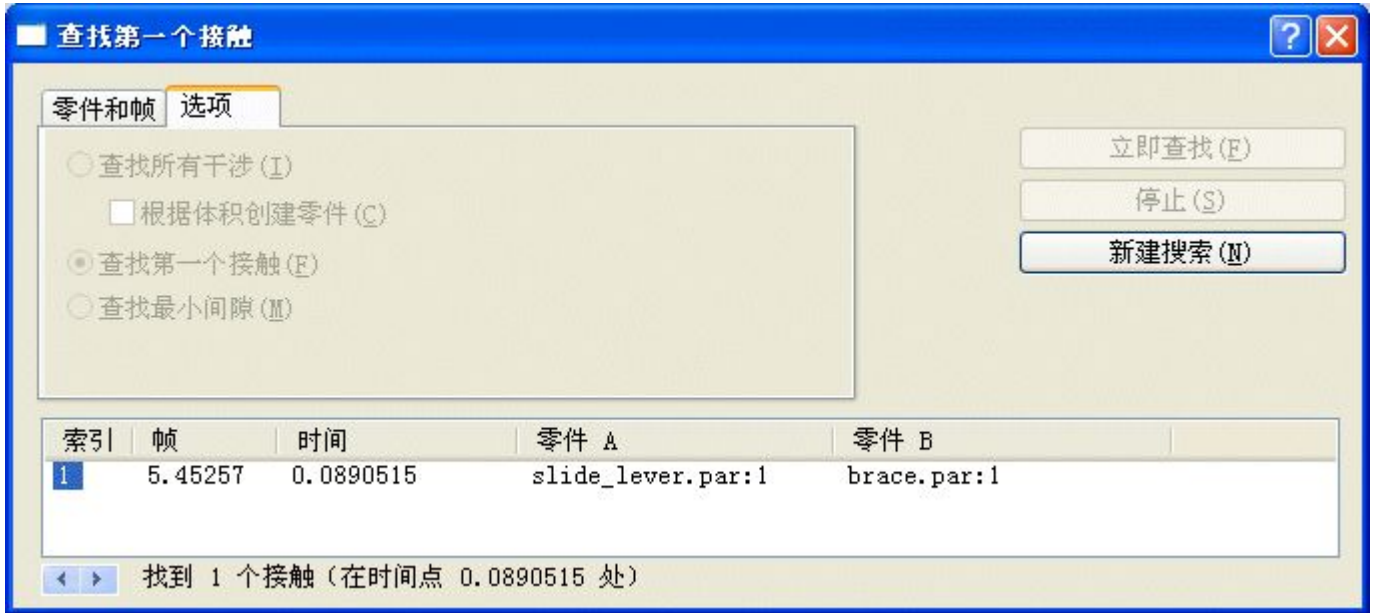 查找第一个接触
零件和帧 选项
查找所有干涉(I)
立即查找(F)
根据体积创建零件(C)
停止(S)
查找第一个接触(F)
新建搜索(N)
查找最小间隙(M)
索引 帧 时间 零件 A 零件 B
1 5.45257 0.0890515 slide_lever.par:1 brace.par:1
找到 1 个接触(在时间点 0.0890515 处)